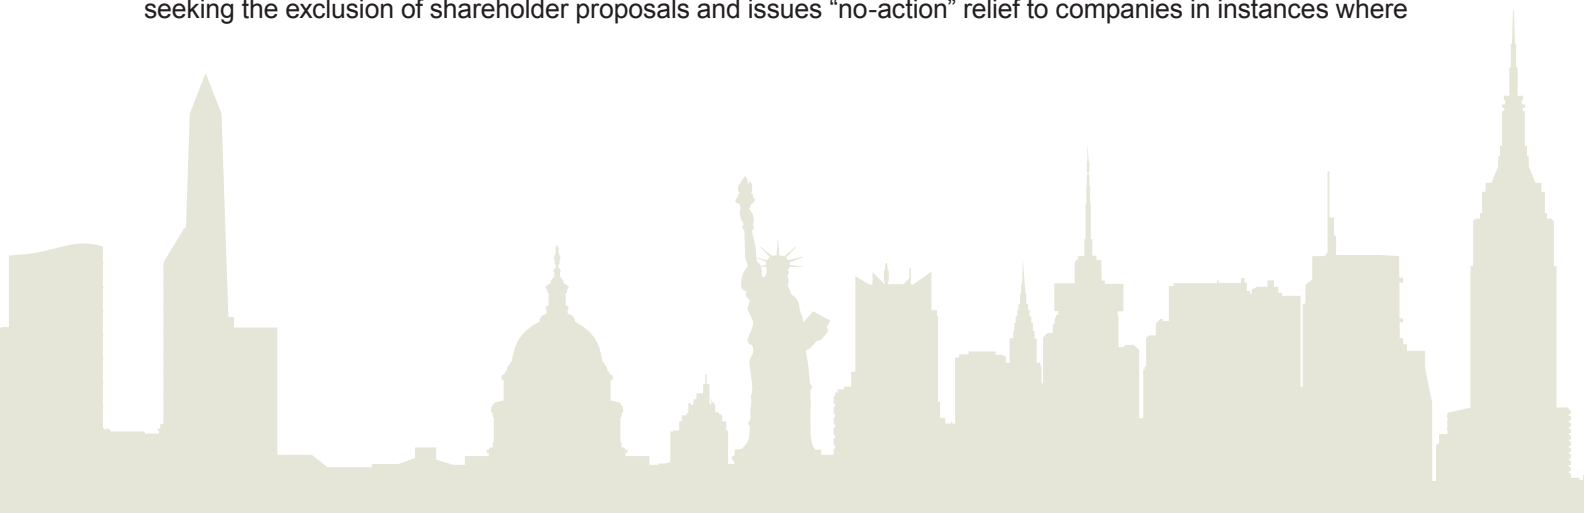 seeking the exclusion of shareholder proposals and issues “no-action” relief to companies in instances where